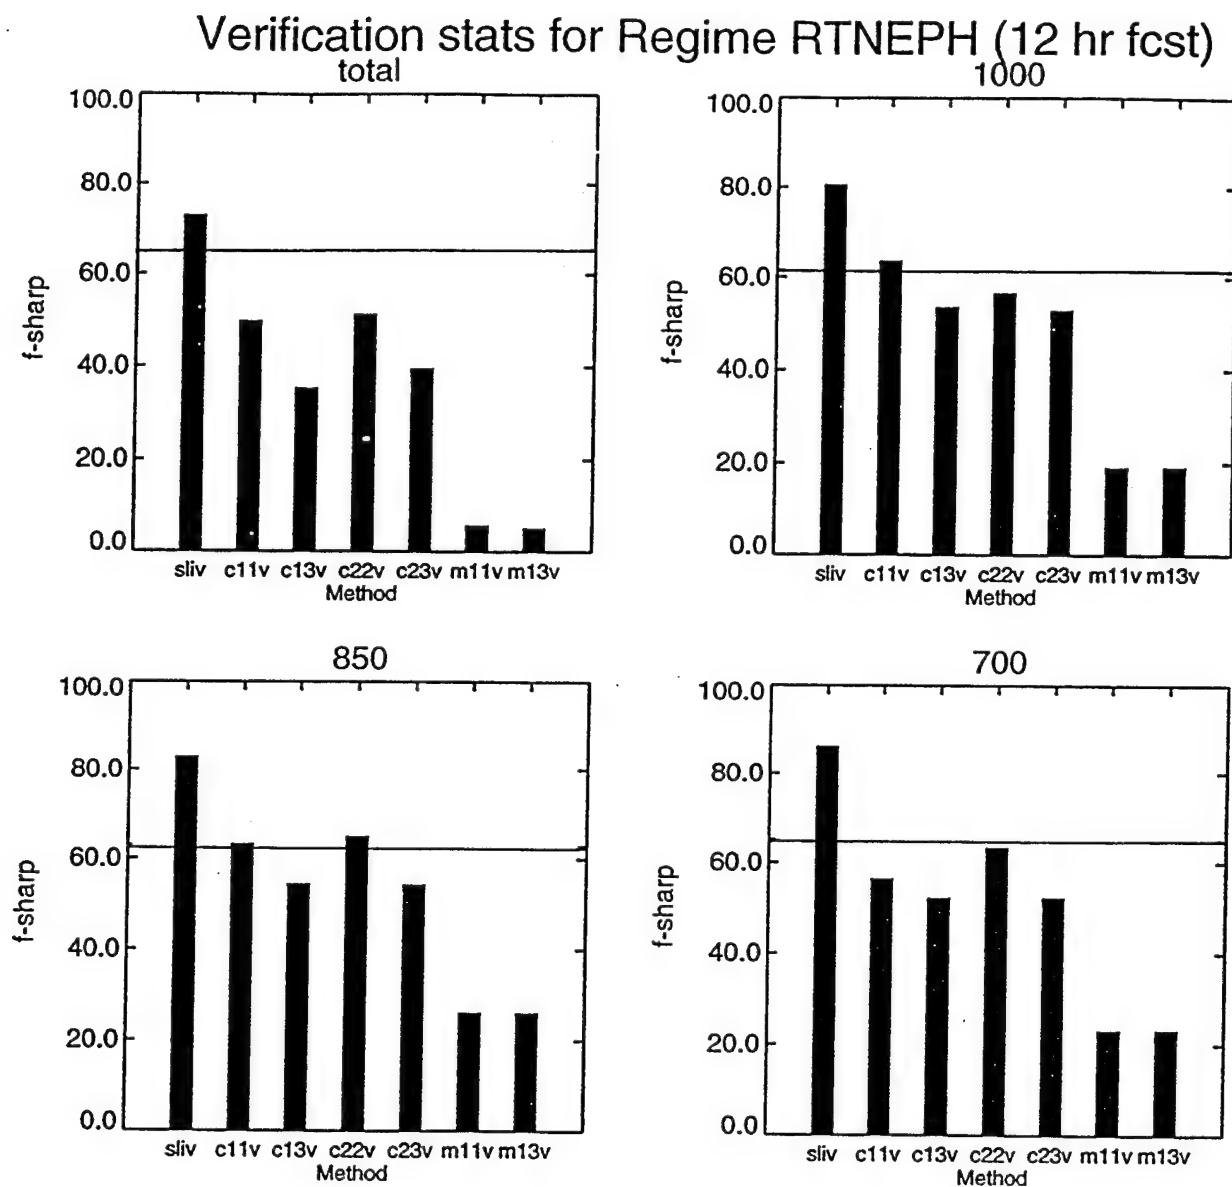 Verification stats for Regime RTNEPH (12 hr fcst)
total
100.0
80.0
60.0
40.0
20.0
0.0
f-sharp
sliv c11v c13v c22v c23v m11v m13v
Method
1000
100.0
80.0
60.0
40.0
20.0
0.0
f-sharp
sliv c11v c13v c22v c23v m11v m13v
Method
850
100.0
80.0
60.0
40.0
20.0
0.0
f-sharp
sliv c11v c13v c22v c23v m11v m13v
Method
700
100.0
80.0
60.0
40.0
20.0
0.0
f-sharp
sliv c11v c13v c22v c23v m11v m13v
Method